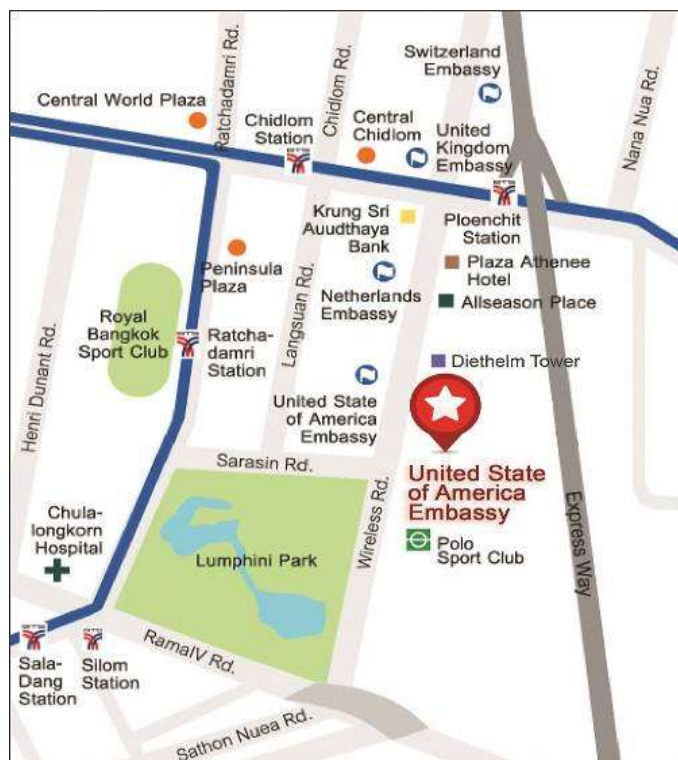 Switzerland
Embassy
Ratchadamri Rd.
Chidlom Rd.
Nana Nua Rd.
Central World Plaza
Chidlom
Station
Central
Chidlom
United
Kingdom
Embassy
Krung Sri
Auudthaya
Bank
Ploenchit
Station
Plaza Athenee
Hotel
Peninsula
Plaza
Netherlands
Embassy
Allseason Place
Langsuan Rd.
Royal
Bangkok
Sport Club
Ratcha-
damri
Station
Henri Dunant Rd.
Diethelm Tower
United State
of America
Embassy
Sarasin Rd.
United State
of America
Embassy
Wireless Rd.
Express Way
Chula-
longkorn
Hospital
Lumphini Park
Polo
Sport Club
RamaIV Rd.
Sala-
Dang
Station
Silom
Station
Sathon Nuea Rd.